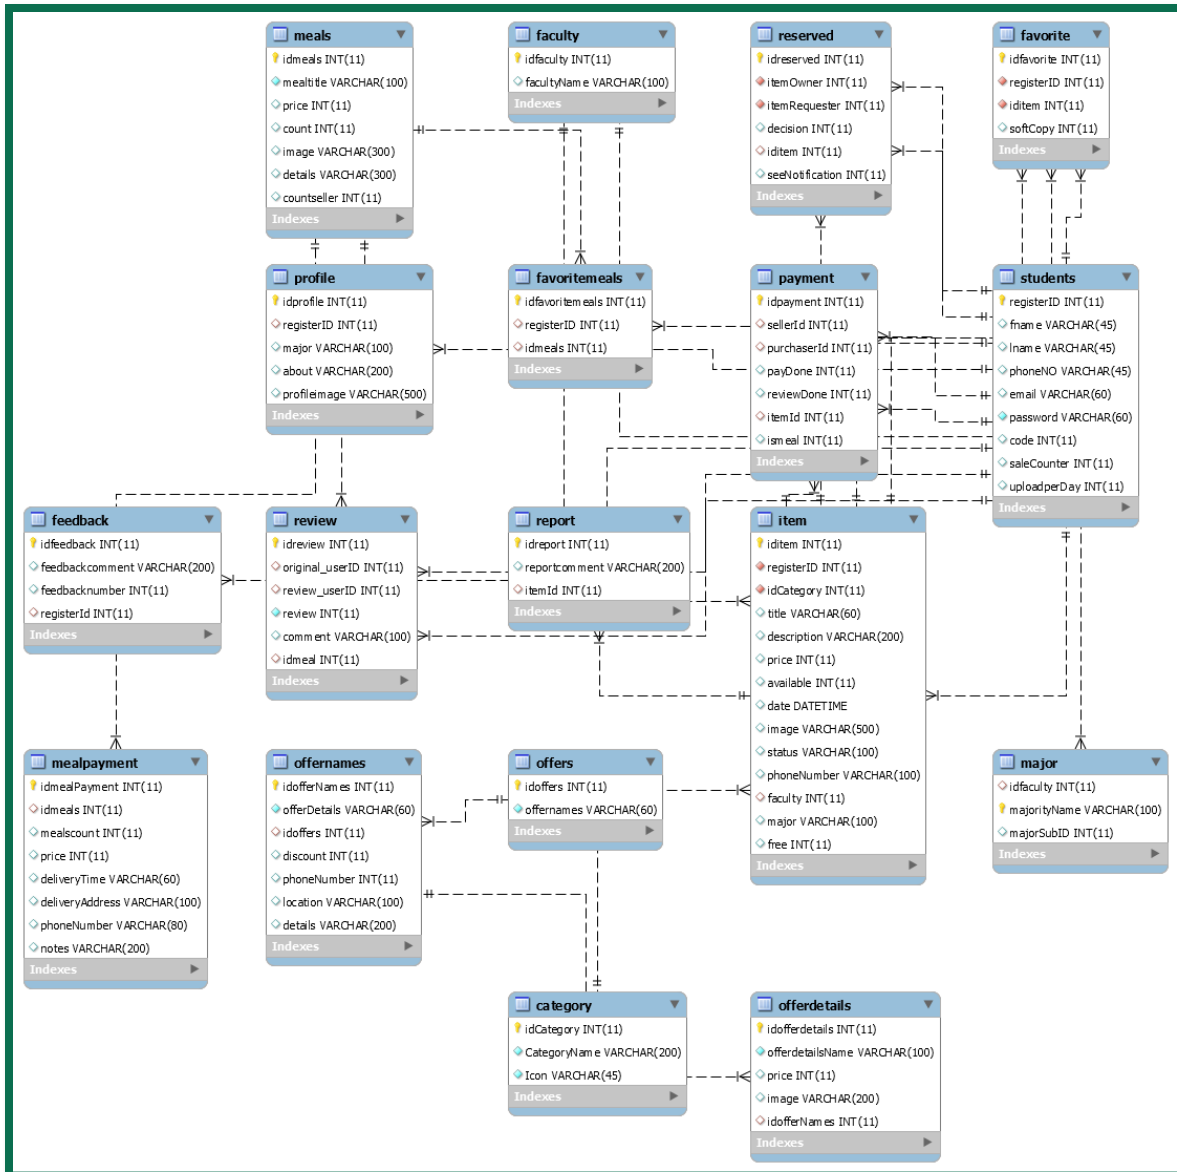 meals
idmeals INT(11)
mealtitle VARCHAR(100)
price INT(11)
count INT(11)
image VARCHAR(300)
details VARCHAR(300)
countseller INT(11)
Indexes
faculty
idfaculty INT(11)
facultyName VARCHAR(100)
Indexes
reserved
idreserved INT(11)
itemOwner INT(11)
itemRequester INT(11)
decision INT(11)
iditem INT(11)
seeNotification INT(11)
Indexes
favorite
idfavorite INT(11)
registerID INT(11)
iditem INT(11)
softCopy INT(11)
Indexes
profile
idprofile INT(11)
registerID INT(11)
major VARCHAR(100)
about VARCHAR(200)
profileimage VARCHAR(500)
Indexes
favoritemeals
idfavoritemeals INT(11)
registerID INT(11)
idmeals INT(11)
Indexes
payment
idpayment INT(11)
sellerId INT(11)
purchaserId INT(11)
payDone INT(11)
reviewDone INT(11)
itemId INT(11)
ismeal INT(11)
Indexes
students
registerID INT(11)
fname VARCHAR(45)
lname VARCHAR(45)
phoneNO VARCHAR(45)
email VARCHAR(60)
password VARCHAR(60)
code INT(11)
saleCounter INT(11)
uploadperDay INT(11)
Indexes
feedback
idfeedback INT(11)
feedbackcomment VARCHAR(200)
feedbacknumber INT(11)
registerId INT(11)
Indexes
review
idreview INT(11)
original_userID INT(11)
review_userID INT(11)
review INT(11)
comment VARCHAR(100)
idmeal INT(11)
Indexes
report
idreport INT(11)
reportcomment VARCHAR(200)
itemId INT(11)
Indexes
item
iditem INT(11)
registerID INT(11)
idCategory INT(11)
title VARCHAR(60)
description VARCHAR(200)
price INT(11)
available INT(11)
date DATETIME
image VARCHAR(500)
status VARCHAR(100)
phoneNumber VARCHAR(100)
faculty INT(11)
major VARCHAR(100)
free INT(11)
Indexes
mealpayment
idmealPayment INT(11)
idmeals INT(11)
mealscount INT(11)
price INT(11)
deliveryTime VARCHAR(60)
deliveryAddress VARCHAR(100)
phoneNumber VARCHAR(80)
notes VARCHAR(200)
Indexes
offernames
idofferNames INT(11)
offerDetails VARCHAR(60)
idoffers INT(11)
discount INT(11)
phoneNumber INT(11)
location VARCHAR(100)
details VARCHAR(200)
Indexes
offers
idoffers INT(11)
offernames VARCHAR(60)
Indexes
major
idfaculty INT(11)
majorityName VARCHAR(100)
majorSubID INT(11)
Indexes
category
idCategory INT(11)
CategoryName VARCHAR(200)
Icon VARCHAR(45)
Indexes
offerdetails
idofferdetails INT(11)
offerdetailsName VARCHAR(100)
price INT(11)
image VARCHAR(200)
idofferNames INT(11)
Indexes